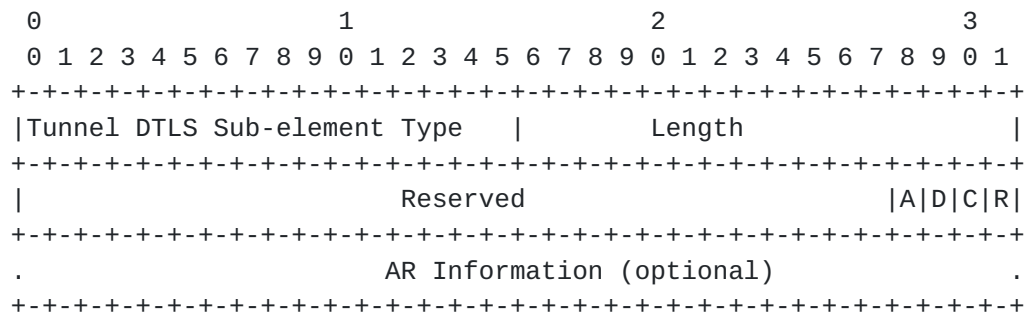 0                   1                   2                   3
 0 1 2 3 4 5 6 7 8 9 0 1 2 3 4 5 6 7 8 9 0 1 2 3 4 5 6 7 8 9 0 1
+-+-+-+-+-+-+-+-+-+-+-+-+-+-+-+-+-+-+-+-+-+-+-+-+-+-+-+-+-+-+-+-+
|Tunnel DTLS Sub-element Type   |        Length                 |
+-+-+-+-+-+-+-+-+-+-+-+-+-+-+-+-+-+-+-+-+-+-+-+-+-+-+-+-+-+-+-+-+
|                        Reserved                       |A|D|C|R|
+-+-+-+-+-+-+-+-+-+-+-+-+-+-+-+-+-+-+-+-+-+-+-+-+-+-+-+-+-+-+-+-+
.                       AR Information (optional)               .
+-+-+-+-+-+-+-+-+-+-+-+-+-+-+-+-+-+-+-+-+-+-+-+-+-+-+-+-+-+-+-+-+